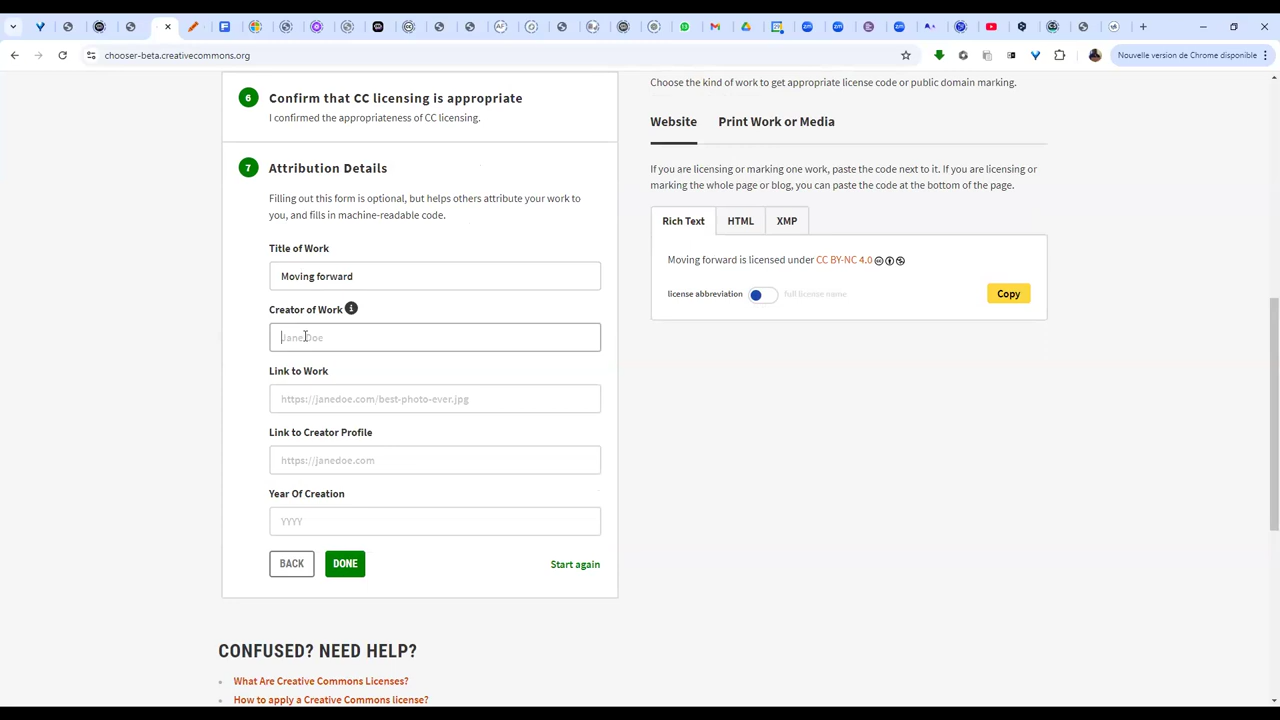 chooser-beta.creativecommons.org
Nouvelle version de Chrome disponible
6 Confirm that CC licensing is appropriate
I confirmed the appropriateness of CC licensing.
7 Attribution Details
Filling out this form is optional, but helps others attribute your work to
you, and fills in machine-readable code.
Title of Work
Moving forward
Creator of Work
Jane Doe
Link to Work
https://janedoe.com/best-photo-ever.jpg
Link to Creator Profile
https://janedoe.com
Year Of Creation
YYYY
BACK DONE Start again
CONFUSED? NEED HELP?
What Are Creative Commons Licenses?
How to apply a Creative Commons license?
Choose the kind of work to get appropriate license code or public domain marking.
Website Print Work or Media
If you are licensing or marking one work, paste the code next to it. If you are licensing or
marking the whole page or blog, you can paste the code at the bottom of the page.
Rich Text HTML XMP
Moving forward is licensed under CC BY-NC 4.0
license abbreviation full license name Copy